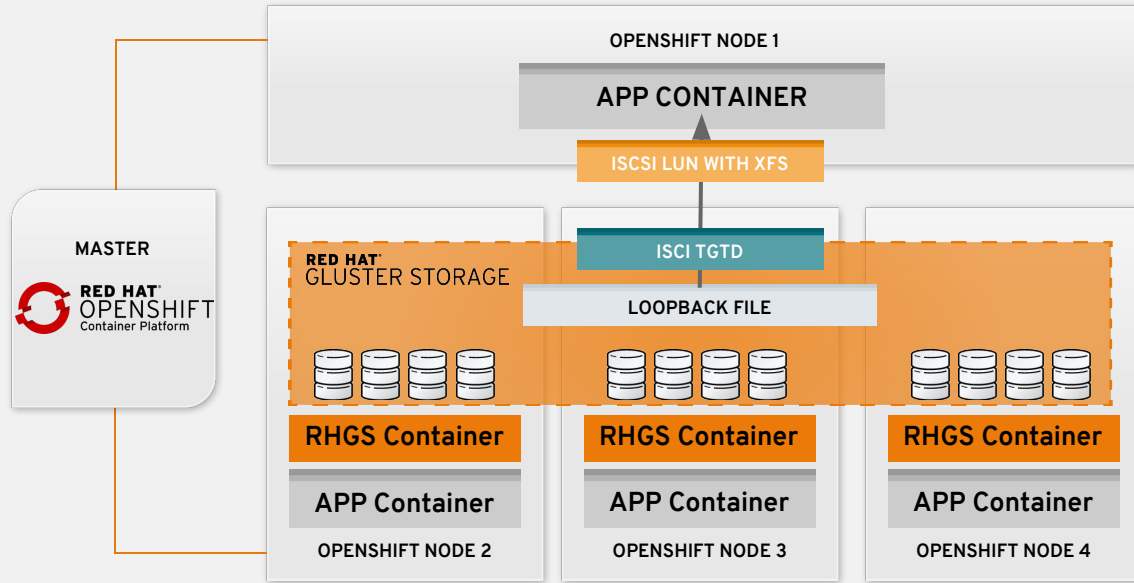 OPENSHIFT NODE 1
APP CONTAINER
ISCSI LUN WITH XFS
MASTER
RED HAT®
OPENSHIFT
Container Platform
RED HAT®
GLUSTER STORAGE
ISCI TGTD
LOOPBACK FILE
RHGS Container
RHGS Container
RHGS Container
APP Container
APP Container
APP Container
OPENSHIFT NODE 2
OPENSHIFT NODE 3
OPENSHIFT NODE 4